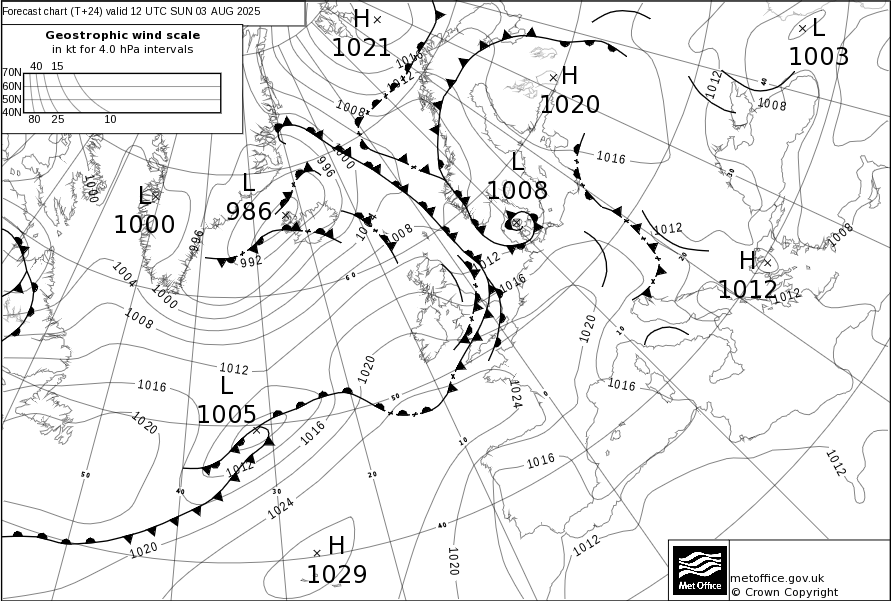 Forecast chart (T+24) valid 12 UTC SUN 03 AUG 2025
Geostrophic wind scale
in kt for 4.0 hPa intervals
40 15
70N
60N
50N
40N
80 25 10
H
1021
L
1003
H
1020
L
1008
L
1000
L
986
H
1012
L
1005
H
1029
1016
1012
1008
1000
996
1000
996
992
1004
1000
1008
1012
1016
1020
1008
1012
1016
1016
1012
1008
1012
1008
1012
1020
1020
1024
1016
1016
1012
1016
1012
1024
1020
1020
1012
60
50
40
30
20
10
0
10
20
30
40
50
40
metoffice.gov.uk
© Crown Copyright
Met Office